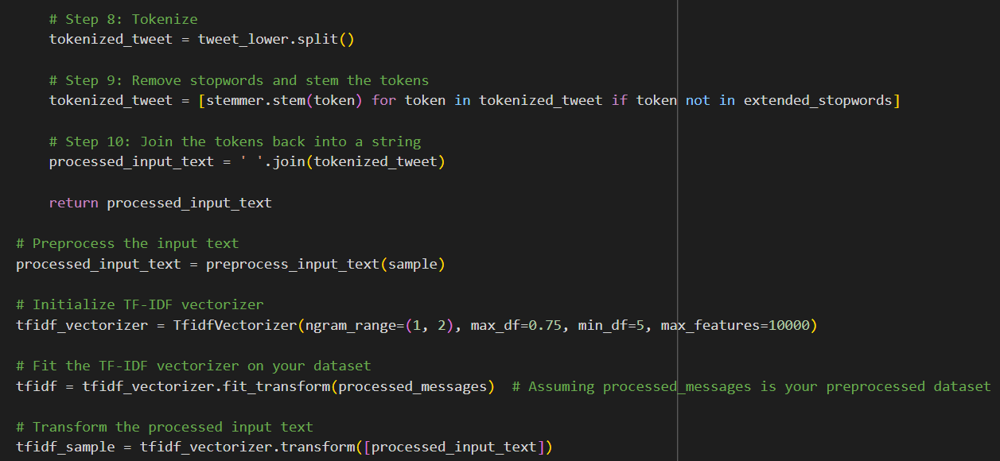 # Step 8: Tokenize
tokenized_tweet = tweet_lower.split()
# Step 9: Remove stopwords and stem the tokens
tokenized_tweet = [stemmer.stem(token) for token in tokenized_tweet if token not in extended_stopwords]
# Step 10: Join the tokens back into a string
processed_input_text = ' '.join(tokenized_tweet)
return processed_input_text
# Preprocess the input text
processed_input_text = preprocess_input_text(sample)
# Initialize TF-IDF vectorizer
tfidf_vectorizer = TfidfVectorizer(ngram_range=(1, 2), max_df=0.75, min_df=5, max_features=10000)
# Fit the TF-IDF vectorizer on your dataset
tfidf = tfidf_vectorizer.fit_transform(processed_messages)  # Assuming processed_messages is your preprocessed dataset
# Transform the processed input text
tfidf_sample = tfidf_vectorizer.transform([processed_input_text])